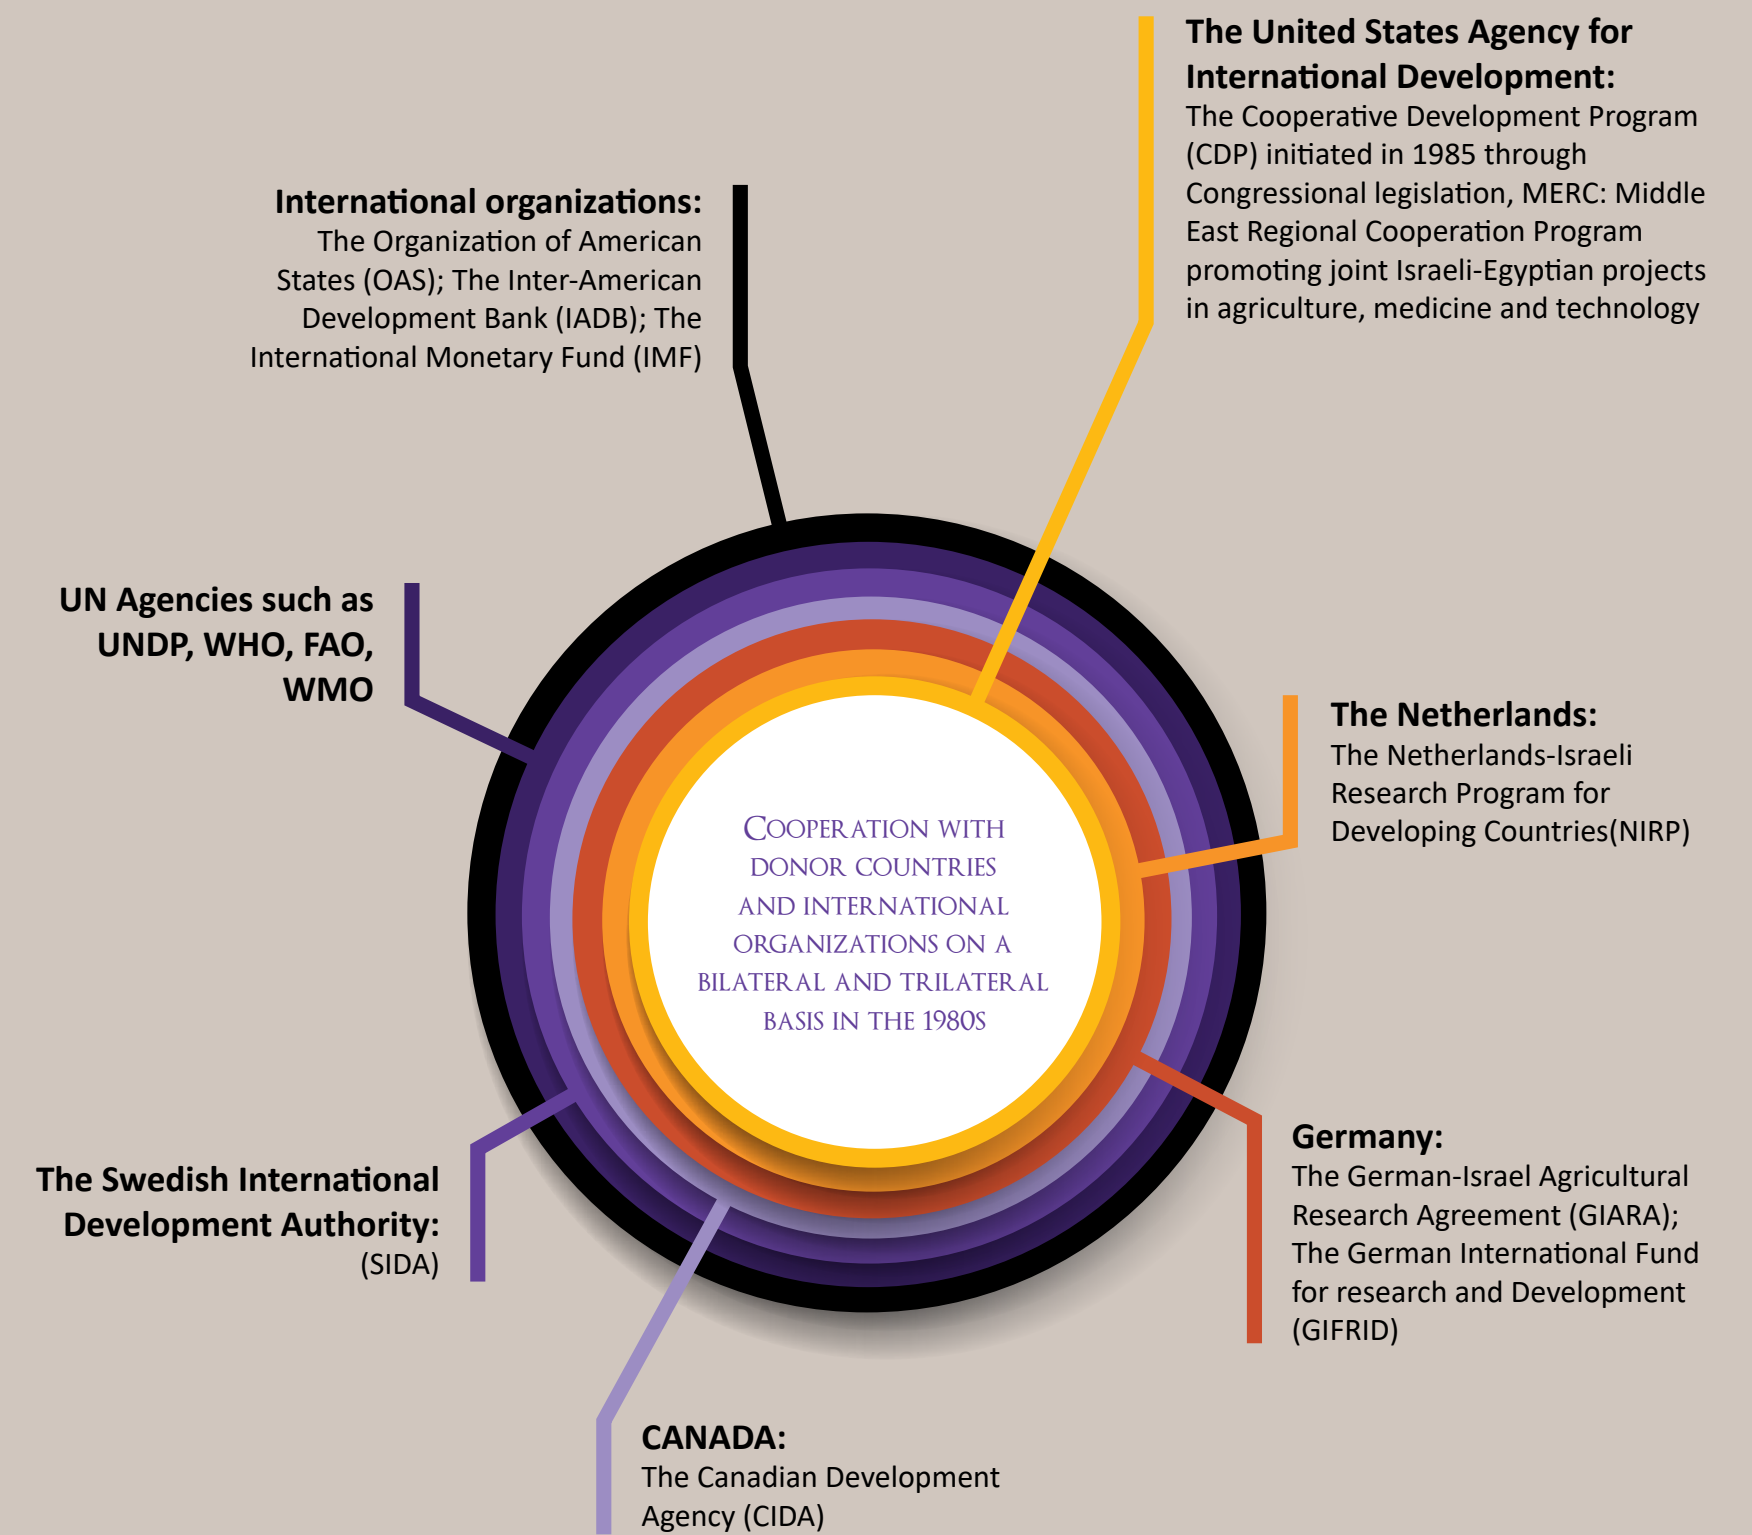 The United States Agency for
International Development:
The Cooperative Development Program
(CDP) initiated in 1985 through
Congressional legislation, MERC: Middle
East Regional Cooperation Program
promoting joint Israeli-Egyptian projects
in agriculture, medicine and technology
International organizations:
The Organization of American
States (OAS); The Inter-American
Development Bank (IADB); The
International Monetary Fund (IMF)
UN Agencies such as
UNDP, WHO, FAO,
WMO
The Netherlands:
The Netherlands-Israeli
Research Program for
Developing Countries(NIRP)
Cooperation with
donor countries
and international
organizations on a
bilateral and trilateral
basis in the 1980s
Germany:
The German-Israel Agricultural
Research Agreement (GIARA);
The German International Fund
for research and Development
(GIFRID)
The Swedish International
Development Authority:
(SIDA)
CANADA:
The Canadian Development
Agency (CIDA)